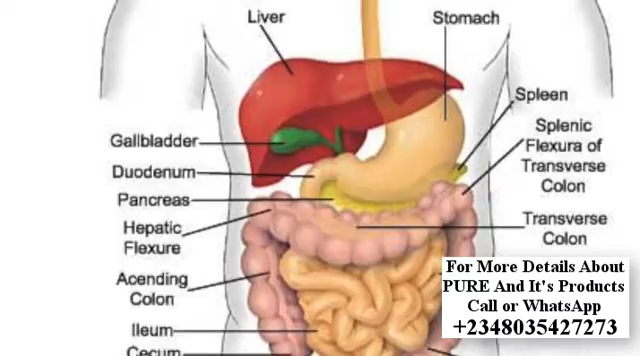 Liver
Stomach
Spleen
Gallbladder
Splenic
Flexura of
Transverse
Colon
Duodenum
Pancreas
Hepatic
Flexure
Transverse
Colon
Acending
Colon
Ileum
Cecum
For More Details About
PURE And It's Products
Call or WhatsApp
+2348035427273